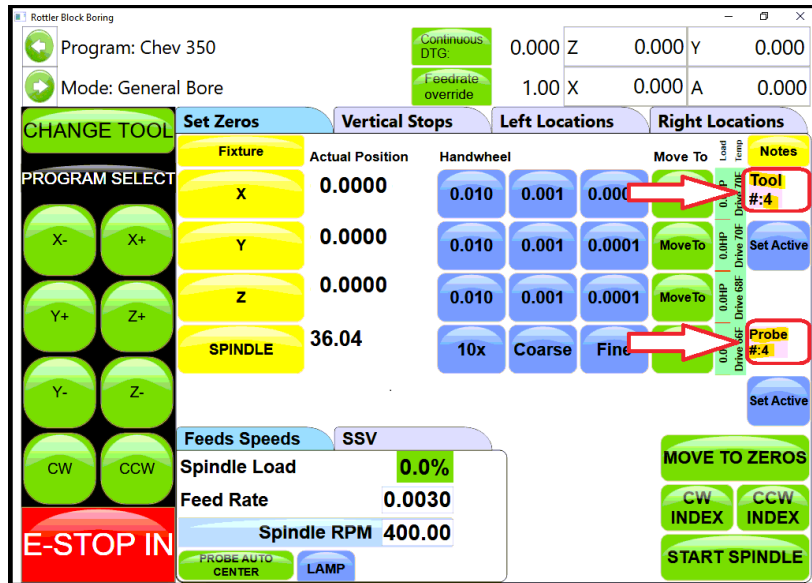 Rottler Block Boring
Program: Chev 350
Continuous
DTG:
0.000 Z 0.000 Y 0.000
Mode: General Bore
Feedrate
override
1.00 X 0.000 A 0.000
CHANGE TOOL
Set Zeros Vertical Stops Left Locations Right Locations
Fixture Actual Position Handwheel Move To Load Temp Notes
PROGRAM SELECT
X 0.0000 0.010 0.001 Drive 70F
Tool
#:4
X- X+
Y 0.0000 0.010 0.001 0.0001 MoveTo 0.0HP Drive 70F Set Active
Z 0.0000 0.010 0.001 0.0001 MoveTo 0.0HP Drive 68F
Y+ Z+
SPINDLE 36.04 10x Coarse Fine
Probe
#:4
Y- Z-
Set Active
Feeds Speeds SSV
CW CCW
Spindle Load 0.0%
MOVE TO ZEROS
Feed Rate 0.0030
CW
INDEX
CCW
INDEX
E-STOP IN
Spindle RPM 400.00
PROBE AUTO
CENTER
LAMP
START SPINDLE